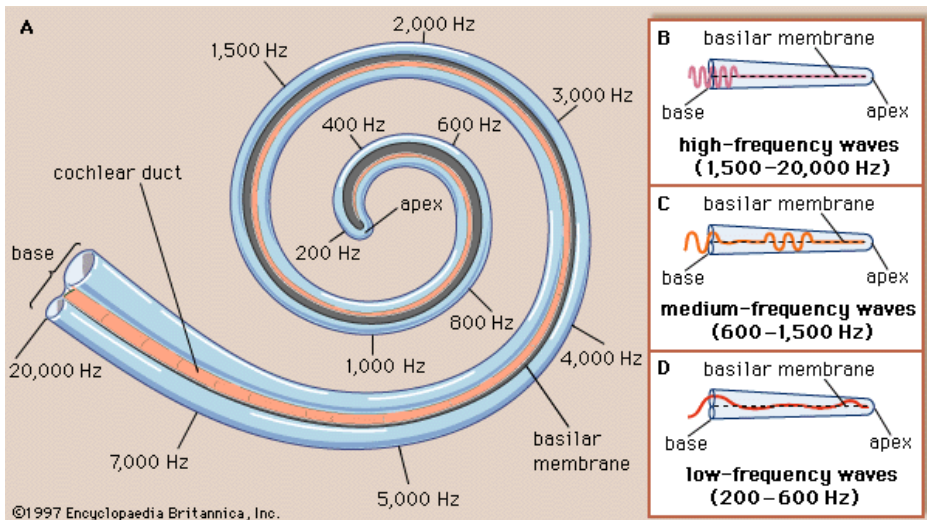 A
2,000 Hz
1,500 Hz
3,000 Hz
400 Hz
600 Hz
cochlear duct
apex
200 Hz
base
800 Hz
1,000 Hz
4,000 Hz
20,000 Hz
basilar
membrane
7,000 Hz
5,000 Hz
©1997 Encyclopaedia Britannica, Inc.
B
basilar membrane
base
apex
high-frequency waves
(1,500–20,000 Hz)
C
basilar membrane
base
apex
medium-frequency waves
(600–1,500 Hz)
D
basilar membrane
base
apex
low-frequency waves
(200–600 Hz)